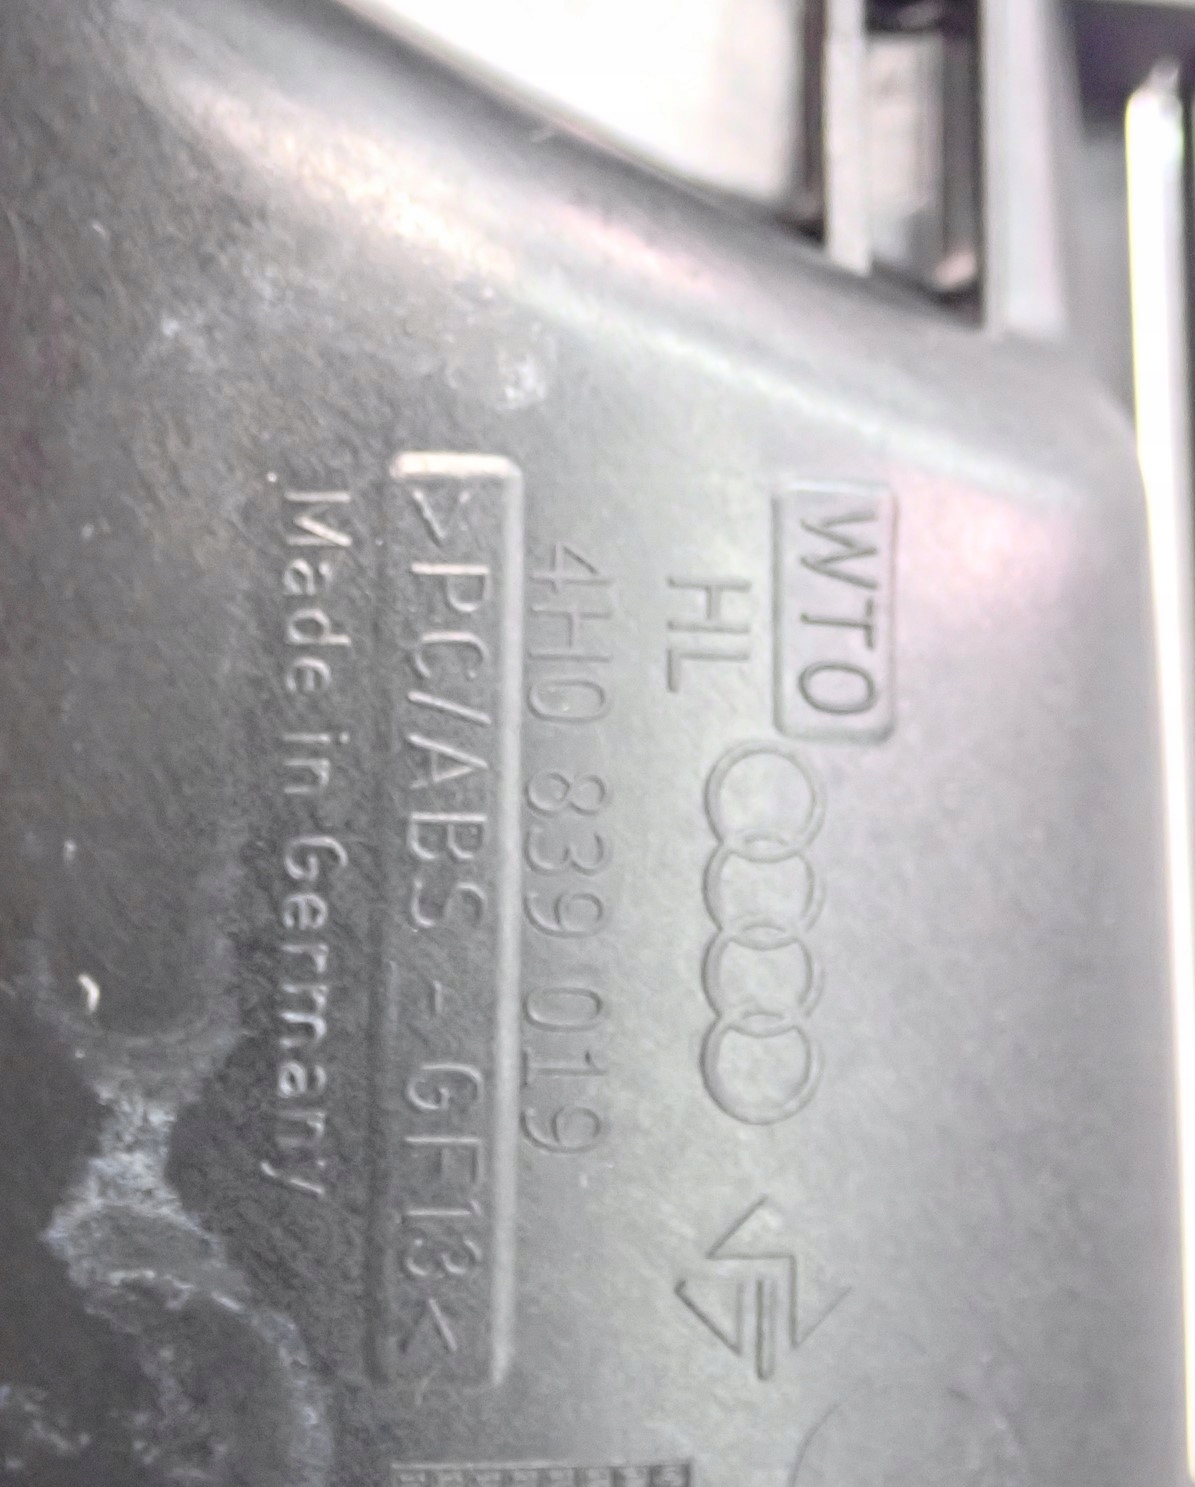 WTO
HL
4H0 839 019
>PC/ABS - GF13<
Made in Germany